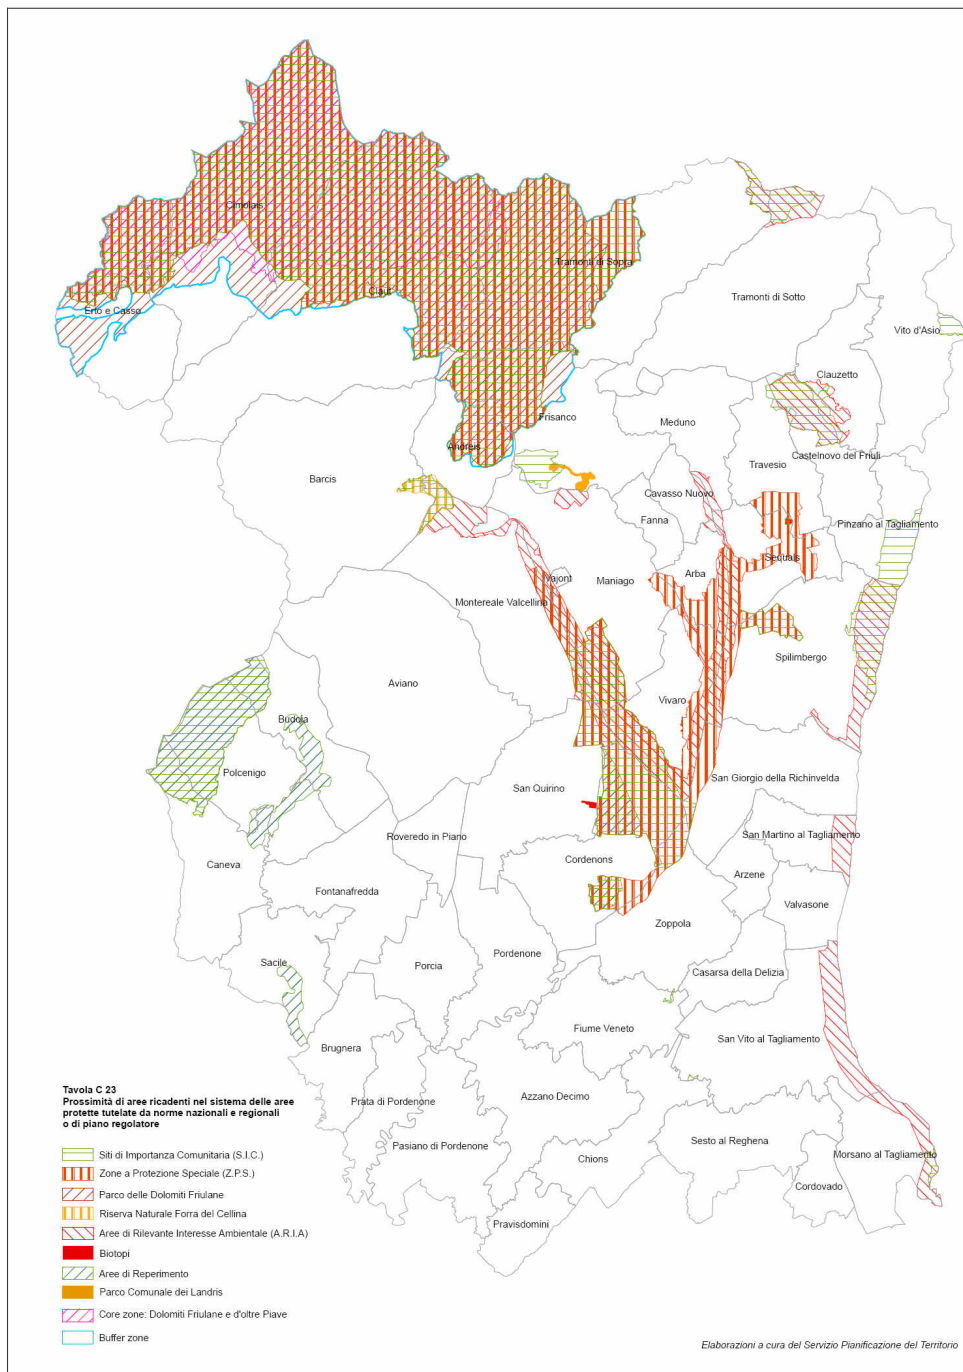 Cimolais
Tramonti di Sopra
Claut
Erto e Casso
Tramonti di Sotto
Vito d'Asio
Clauzetto
Frisanco
Meduno
Andreis
Castelnovo del Friuli
Travesio
Barcis
Cavasso Nuovo
Fanna
Pinzano al Tagliamento
Sequals
Arba
Vajont
Maniago
Montereale Valcellina
Spilimbergo
Aviano
Vivaro
Budoia
Polcenigo
San Giorgio della Richinvelda
San Quirino
Roveredo in Piano
San Martino al Tagliamento
Cordenons
Caneva
Arzene
Fontanafredda
Valvasone
Zoppola
Pordenone
Sacile
Porcia
Casarsa della Delizia
Fiume Veneto
San Vito al Tagliamento
Brugnera
Azzano Decimo
Prata di Pordenone
Pasiano di Pordenone
Sesto al Reghena
Chions
Morsano al Tagliamento
Cordovado
Pravisdomini
Tavola C 23
Prossimità di aree ricadenti nel sistema delle aree
protette tutelate da norme nazionali e regionali
o di piano regolatore
Siti di Importanza Comunitaria (S.I.C.)
Zone a Protezione Speciale (Z.P.S.)
Parco delle Dolomiti Friulane
Riserva Naturale Forra del Cellina
Aree di Rilevante Interesse Ambientale (A.R.I.A)
Biotopi
Aree di Reperimento
Parco Comunale dei Landris
Core zone: Dolomiti Friulane e d'oltre Piave
Buffer zone
Elaborazioni a cura del Servizio Pianificazione del Territorio